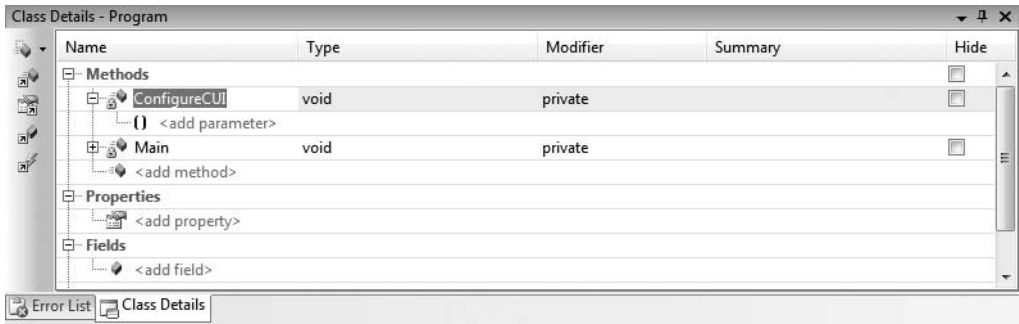 Class Details - Program
Name Type Modifier Summary Hide
Methods
ConfigureCUI void private
() <add parameter>
Main void private
<add method>
Properties
<add property>
Fields
<add field>
Error List Class Details